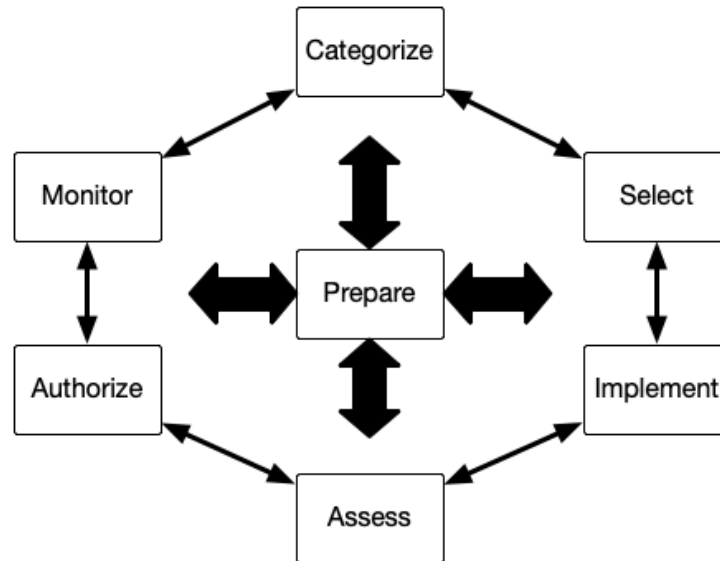 Categorize
Monitor
Select
Prepare
Authorize
Implement
Assess